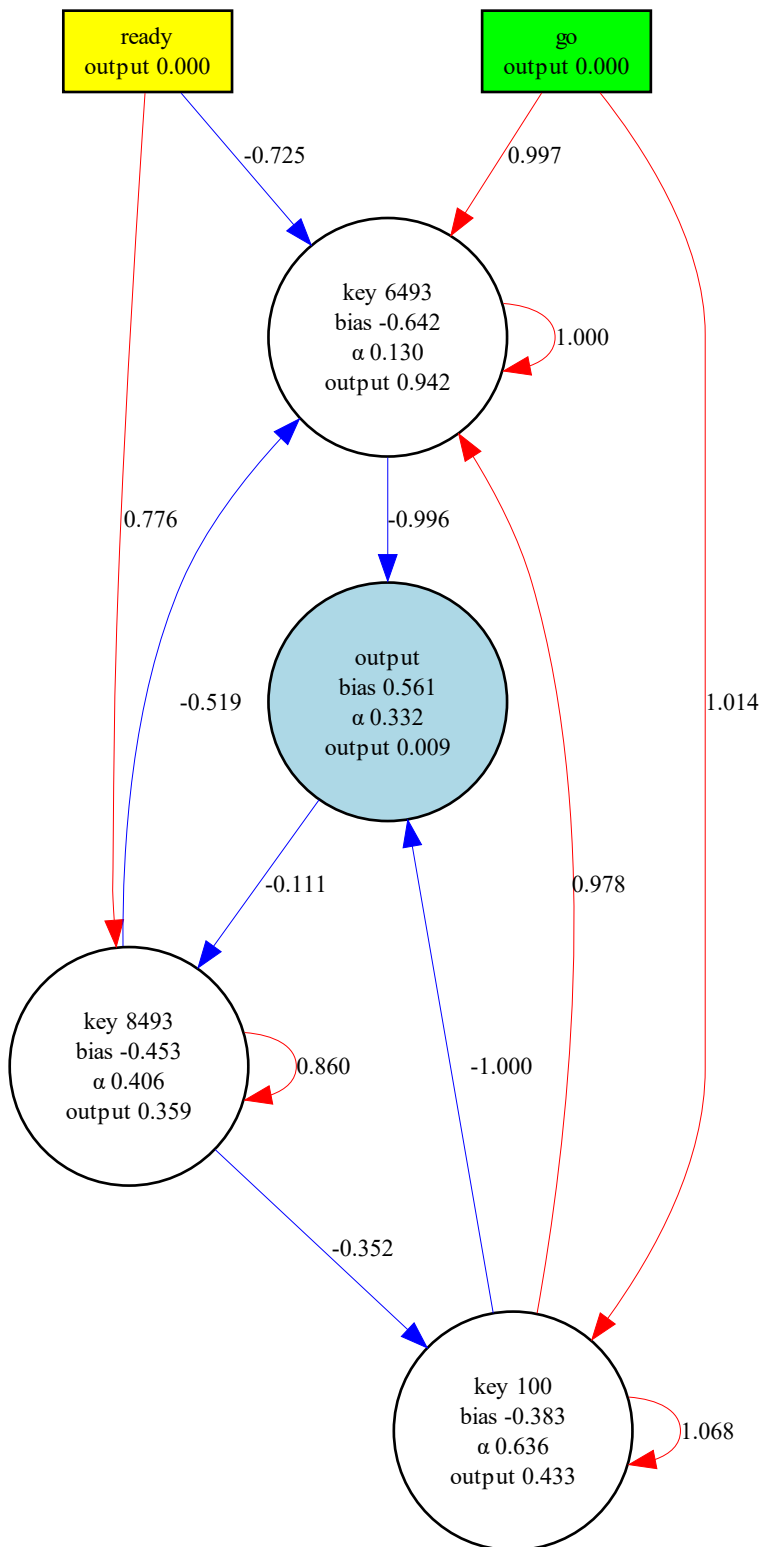 ready
output 0.000
go
output 0.000
-0.725
0.997
key 6493
bias -0.642
α 0.130
output 0.942
1.000
0.776
-0.996
-0.519
output
bias 0.561
α 0.332
output 0.009
1.014
-0.111
0.978
key 8493
bias -0.453
α 0.406
output 0.359
0.860
-1.000
-0.352
key 100
bias -0.383
α 0.636
output 0.433
1.068